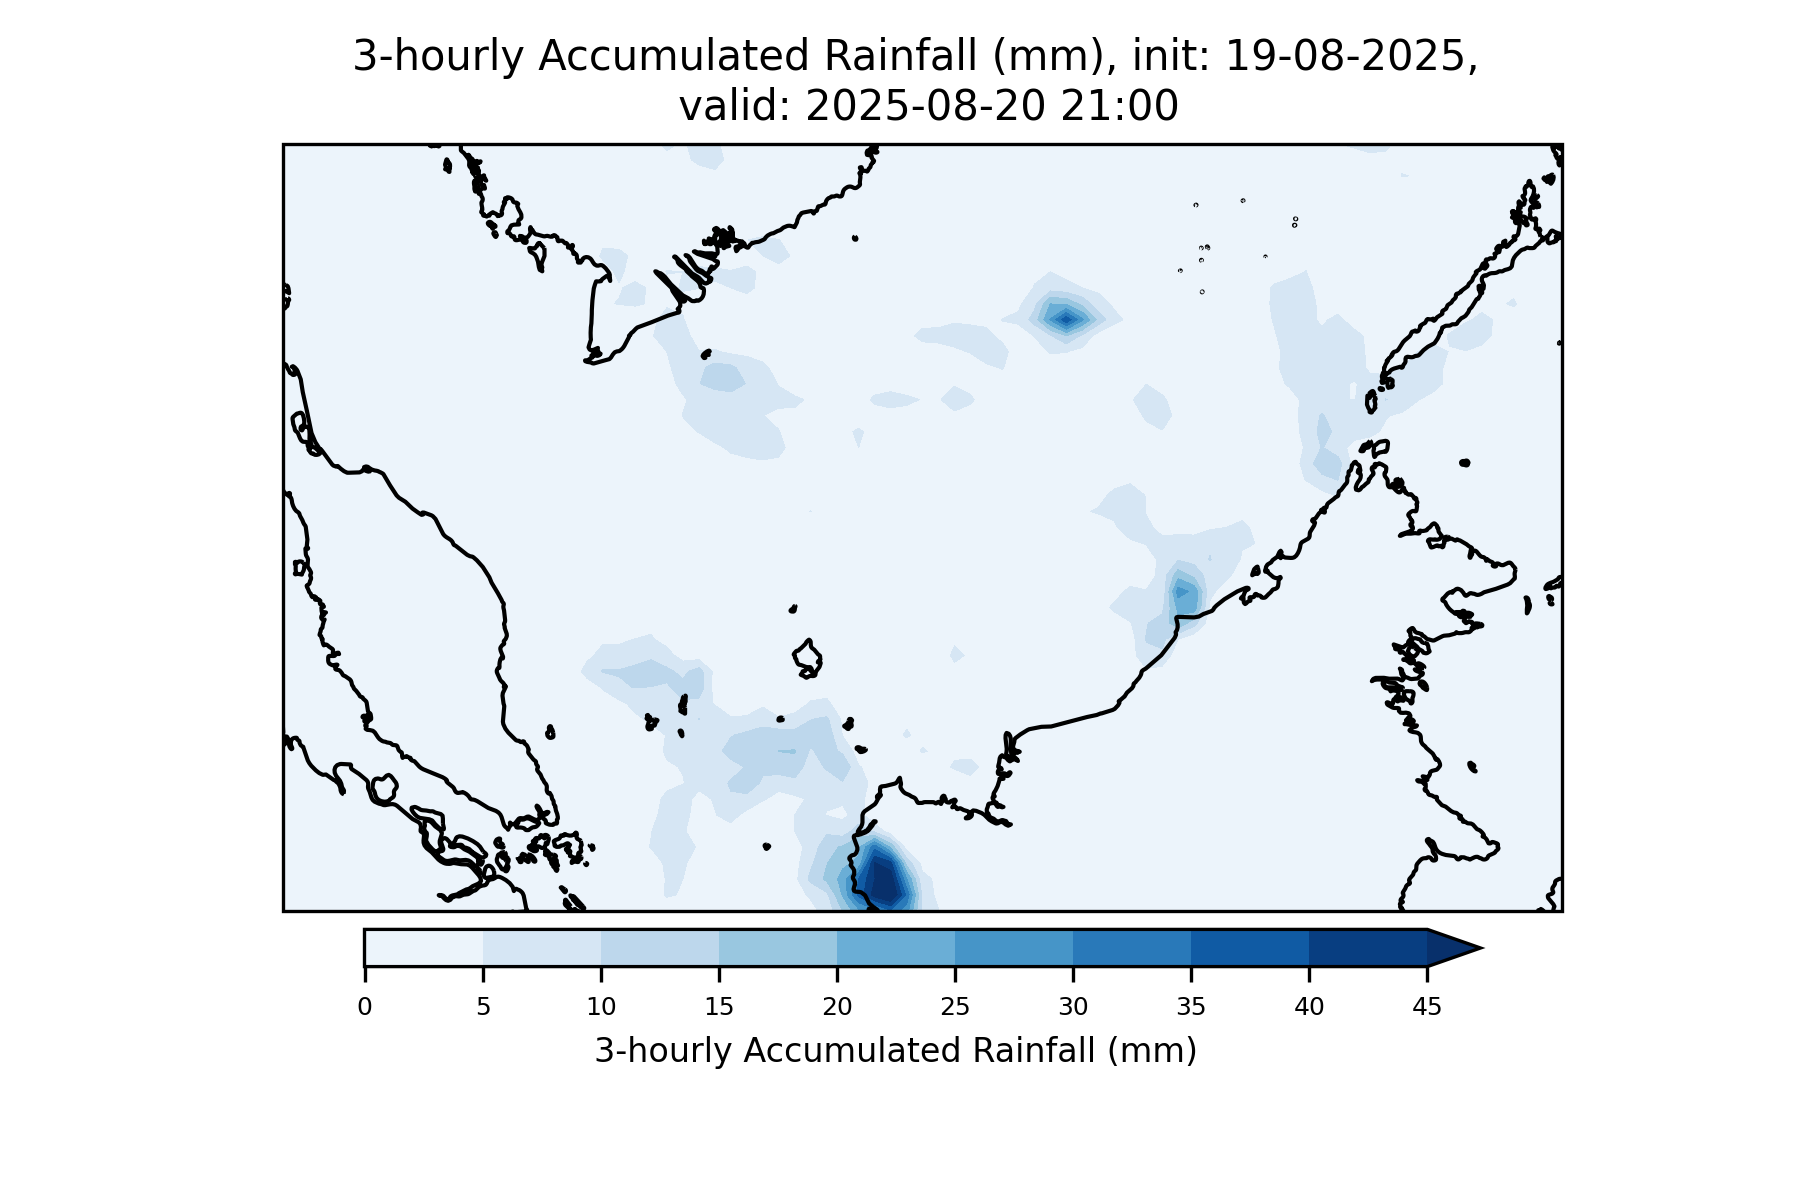 3-hourly Accumulated Rainfall (mm), init: 19-08-2025,
valid: 2025-08-20 21:00
0 5 10 15 20 25 30 35 40 45
3-hourly Accumulated Rainfall (mm)